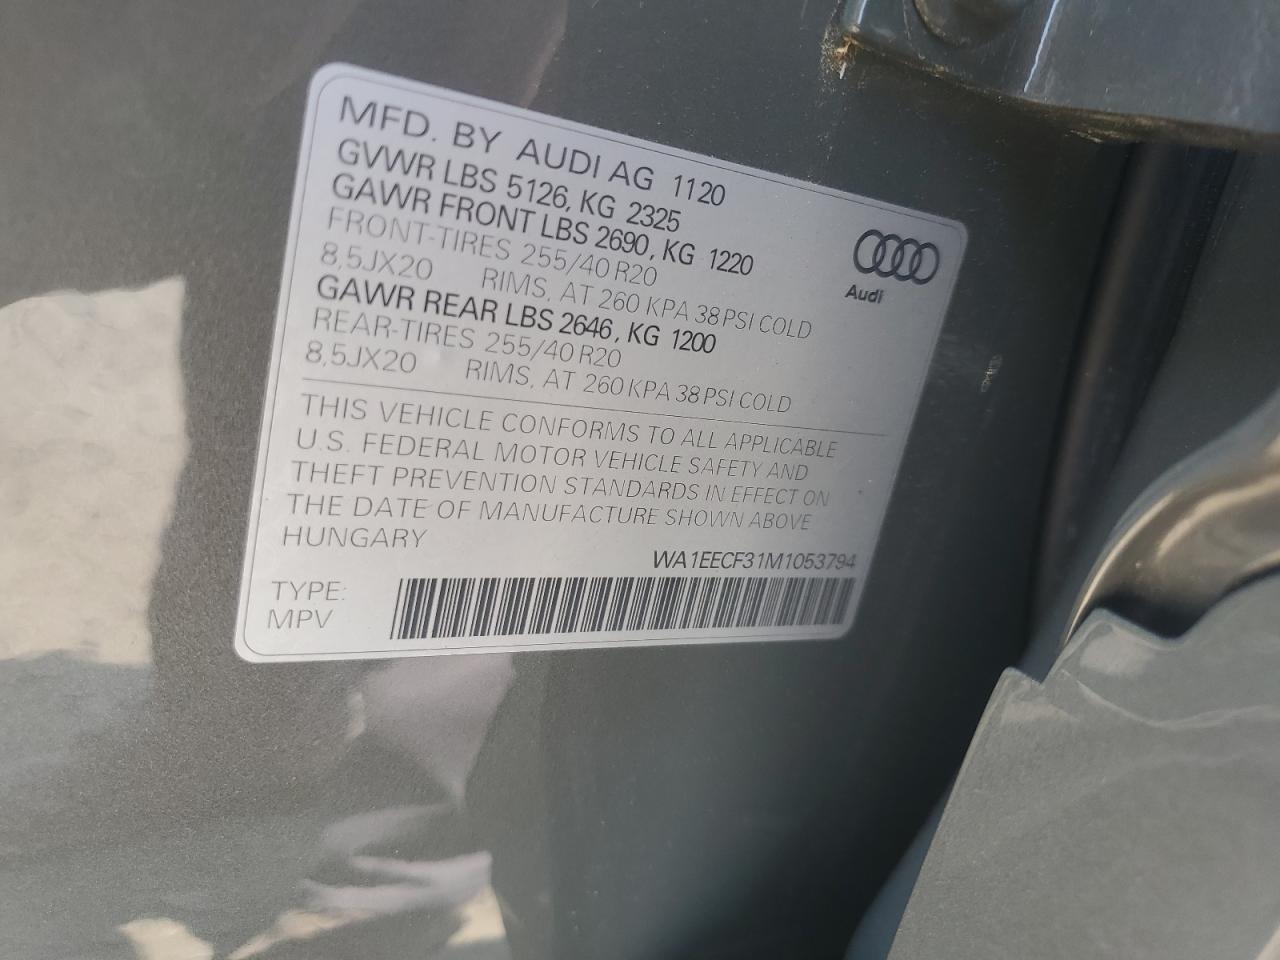 MFD. BY AUDI AG 1120
GVWR LBS 5126, KG 2325
GAWR FRONT LBS 2690, KG 1220
FRONT-TIRES 255/40 R20
8,5JX20 RIMS, AT 260 KPA 38 PSI COLD
GAWR REAR LBS 2646, KG 1200
REAR-TIRES 255/40 R20
8,5JX20 RIMS, AT 260 KPA 38 PSI COLD
Audi
THIS VEHICLE CONFORMS TO ALL APPLICABLE
U.S. FEDERAL MOTOR VEHICLE SAFETY AND
THEFT PREVENTION STANDARDS IN EFFECT ON
THE DATE OF MANUFACTURE SHOWN ABOVE
HUNGARY
WA1EECF31M1053794
TYPE:
MPV